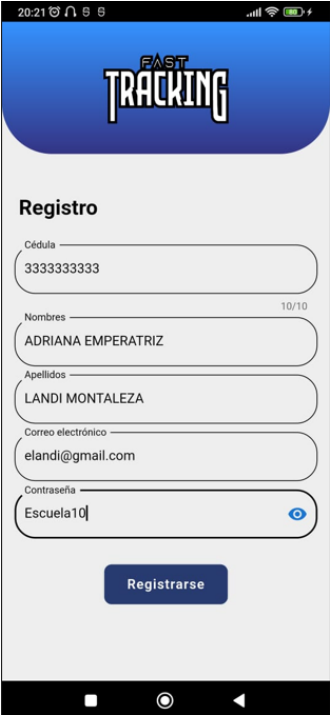 20:21
FAST
TRACKING
Registro
Cédula
3333333333
10/10
Nombres
ADRIANA EMPERATRIZ
Apellidos
LANDI MONTALEZA
Correo electrónico
elandi@gmail.com
Contraseña
Escuela10
Registrarse